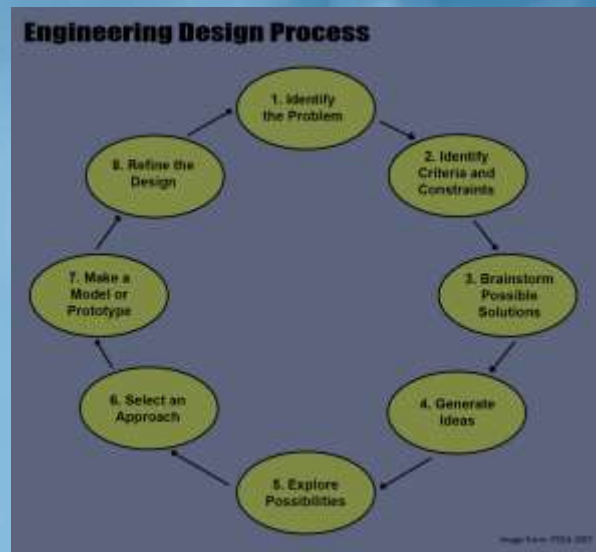 Engineering Design Process
1. Identify
the Problem
2. Identify
Criteria and
Constraints
3. Brainstorm
Possible
Solutions
4. Generate
Ideas
5. Explore
Possibilities
6. Select an
Approach
7. Make a
Model or
Prototype
8. Refine the
Design